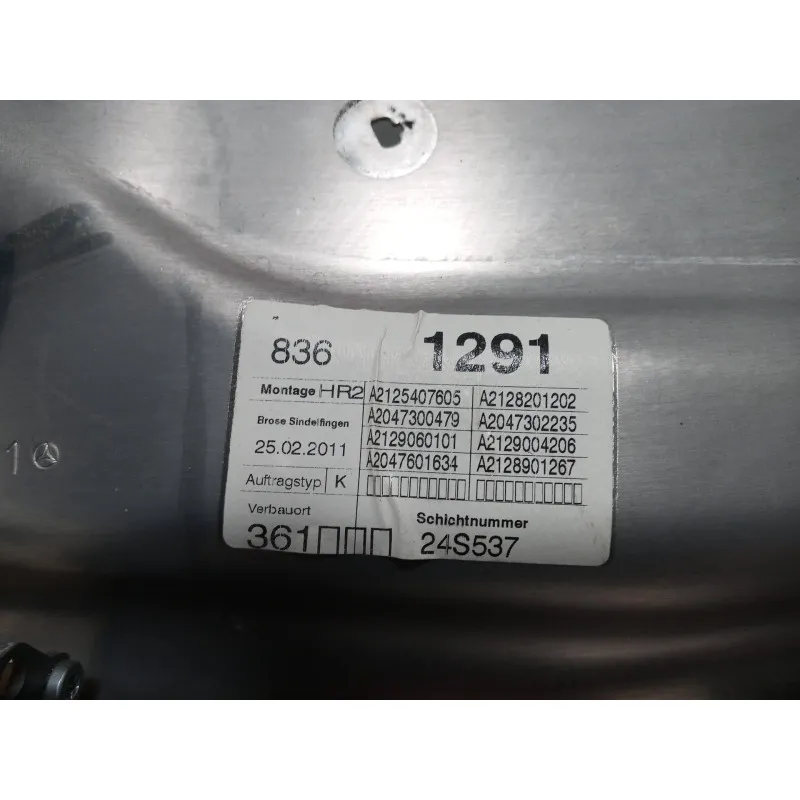 836 1291
Montage HR2 A2125407605 A2128201202
Brose Sindelfingen A2047300479 A2047302235
25.02.2011 A2129060101 A2129004206
A2047601634 A2128901267
Auftragstyp K
Verbauort Schichtnummer
361 24S537
1